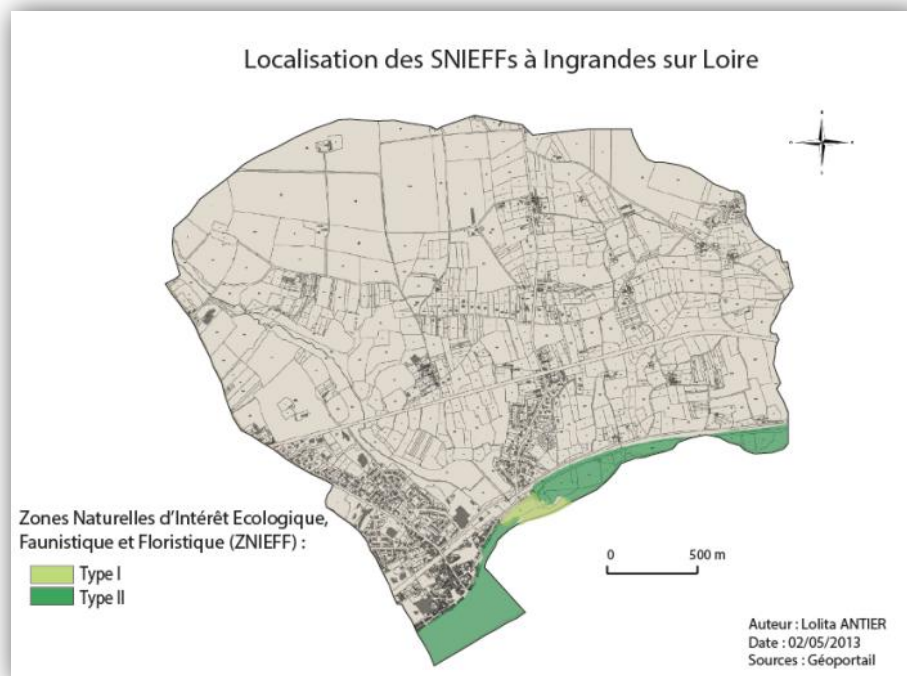 Localisation des SNIEFFs à Ingrandes sur Loire
Zones Naturelles d'Intérêt Ecologique,
Faunistique et Floristique (ZNIEFF) :
Type I
Type II
0 500 m
Auteur : Lolita ANTIER
Date : 02/05/2013
Sources : Géoportail